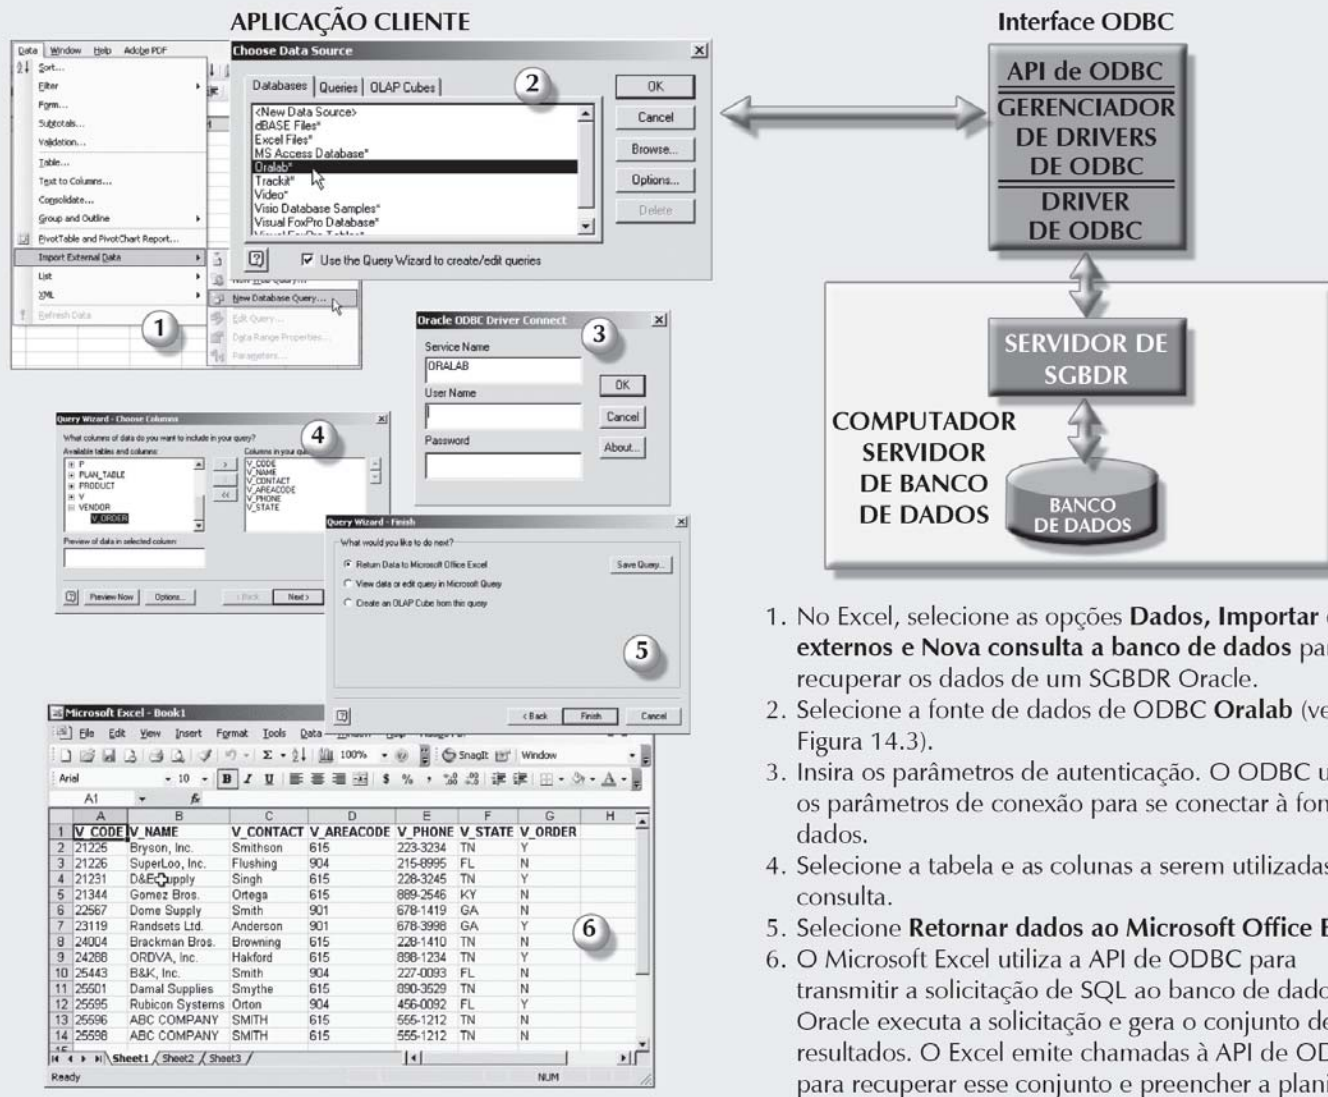 APLICAÇÃO CLIENTE
Data Window Help Adobe PDF
Sort...
Filter
Form...
Subtotals...
Validation...
Table...
Text to Columns...
Consolidate...
Group and Outline
PivotTable and PivotChart Report...
Import External Data
List
XML
Refresh Data
New Web Query...
New Database Query...
Edit Query...
Data Range Properties...
Parameters...
1
Choose Data Source
Databases Queries OLAP Cubes
2
<New Data Source>
dBASE Files*
Excel Files*
MS Access Database*
Oralab*
Trackit*
Video*
Visio Database Samples*
Visual FoxPro Database*
Visual FoxPro Tables*
OK
Cancel
Browse...
Options...
Delete
Use the Query Wizard to create/edit queries
Oracle ODBC Driver Connect
3
Service Name
ORALAB
User Name
Password
OK
Cancel
About...
Query Wizard - Choose Columns
What columns of data do you want to include in your query?
4
Available tables and columns:
P
PLAN_TABLE
PRODUCT
V
VENDOR
V_ORDER
Columns in your qu
V_CODE
V_NAME
V_CONTACT
V_AREACODE
V_PHONE
V_STATE
>
<
<<
Preview of data in selected column:
Preview Now Options... < Back Next >
Query Wizard - Finish
What would you like to do next?
Return Data to Microsoft Office Excel
View data or edit query in Microsoft Query
Create an OLAP Cube from this query
Save Query...
5
< Back Finish Cancel
Microsoft Excel - Book1
File Edit View Insert Format Tools Data
100% SnagIt Window
Arial 10 B I U $ % ,
A1 fx
A B C D E F G H
1 V_CODE V_NAME V_CONTACT V_AREACODE V_PHONE V_STATE V_ORDER
2 21225 Bryson, Inc. Smithson 615 223-3234 TN Y
3 21226 SuperLoo, Inc. Flushing 904 215-8995 FL N
4 21231 D&E Supply Singh 615 228-3245 TN Y
5 21344 Gomez Bros. Ortega 615 889-2546 KY N
6 22567 Dome Supply Smith 901 678-1419 GA N
7 23119 Randsets Ltd. Anderson 901 678-3998 GA Y
8 24004 Brackman Bros. Browning 615 228-1410 TN N
9 24288 ORDVA, Inc. Hakford 615 898-1234 TN Y
10 25443 B&K, Inc. Smith 904 227-0093 FL N
11 25501 Damal Supplies Smythe 615 890-3529 TN N
12 25595 Rubicon Systems Orton 904 456-0092 FL Y
13 25596 ABC COMPANY SMITH 615 555-1212 TN N
14 25598 ABC COMPANY SMITH 615 555-1212 TN N
15
6
Sheet1 Sheet2 Sheet3
Ready NUM
Interface ODBC
API de ODBC
GERENCIADOR
DE DRIVERS
DE ODBC
DRIVER
DE ODBC
SERVIDOR DE
SGBDR
COMPUTADOR
SERVIDOR
DE BANCO
DE DADOS
BANCO
DE DADOS
1. No Excel, selecione as opções Dados, Importar
externos e Nova consulta a banco de dados par
recuperar os dados de um SGBDR Oracle.
2. Selecione a fonte de dados de ODBC Oralab (ve
Figura 14.3).
3. Insira os parâmetros de autenticação. O ODBC u
os parâmetros de conexão para se conectar à fon
dados.
4. Selecione a tabela e as colunas a serem utilizadas
consulta.
5. Selecione Retornar dados ao Microsoft Office E
6. O Microsoft Excel utiliza a API de ODBC para
transmitir a solicitação de SQL ao banco de dado
Oracle executa a solicitação e gera o conjunto de
resultados. O Excel emite chamadas à API de OD
para recuperar esse conjunto e preencher a plani